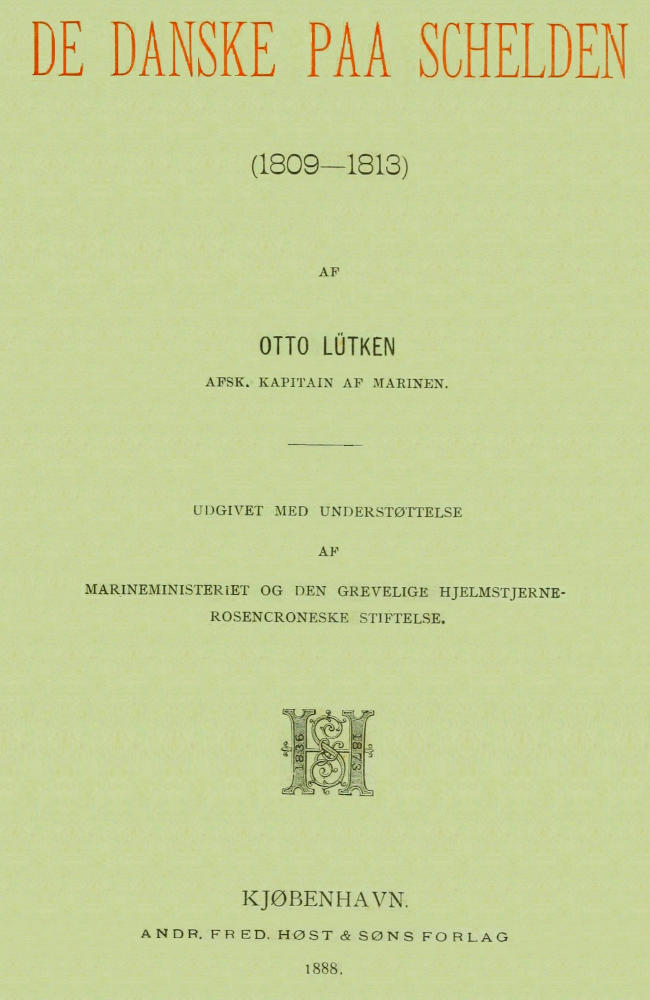 DE DANSKE PAA SCHELDEN
(1809—1813)
AF
OTTO LÜTKEN
AFSK. KAPITAIN AF MARINEN.
UDGIVET MED UNDERSTØTTELSE
AF
MARINEMINISTERIET OG DEN GREVELIGE HJELMSTJERNE-
ROSENCRONESKE STIFTELSE.
1836 H&S 1873
KJØBENHAVN.
ANDR. FRED. HØST & SØNS FORLAG
1888.